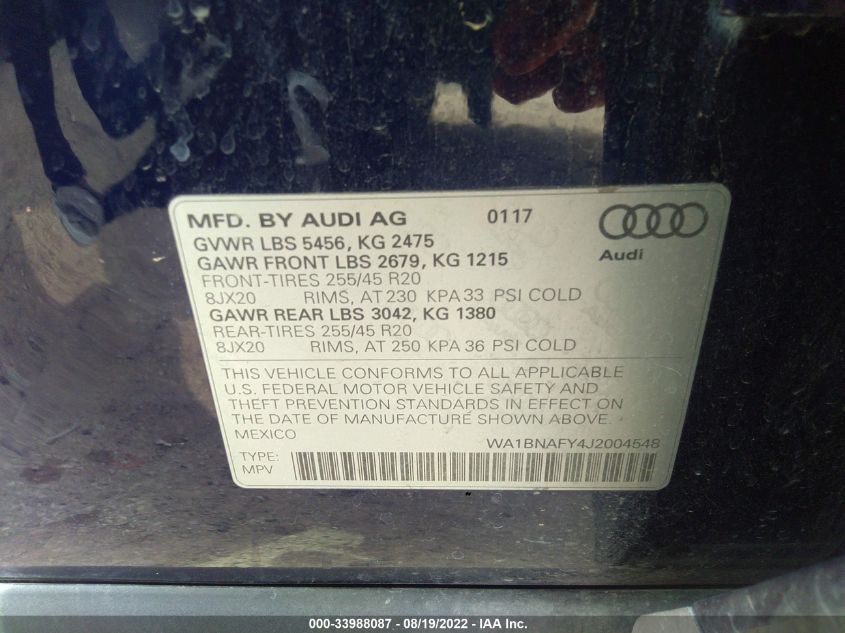 MFD. BY AUDI AG 0117
GVWR LBS 5456, KG 2475
GAWR FRONT LBS 2679, KG 1215
FRONT-TIRES 255/45 R20
8JX20 RIMS, AT 230 KPA 33 PSI COLD
GAWR REAR LBS 3042, KG 1380
REAR-TIRES 255/45 R20
8JX20 RIMS, AT 250 KPA 36 PSI COLD
Audi
THIS VEHICLE CONFORMS TO ALL APPLICABLE
U.S. FEDERAL MOTOR VEHICLE SAFETY AND
THEFT PREVENTION STANDARDS IN EFFECT ON
THE DATE OF MANUFACTURE SHOWN ABOVE.
MEXICO
WA1BNAFY4J2004548
TYPE:
MPV
000-33988087 - 08/19/2022 - © IAA, Inc.